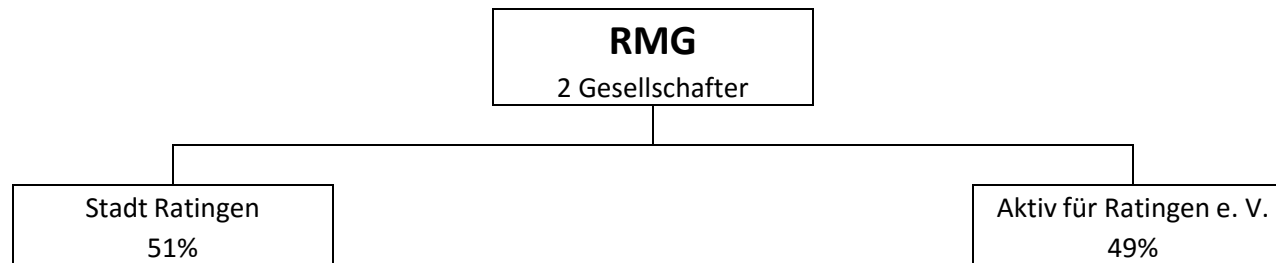 RMG
2 Gesellschafter
Stadt Ratingen
51%
Aktiv für Ratingen e. V.
49%